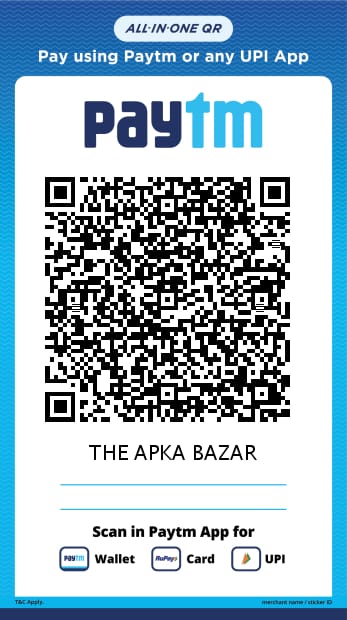 ALL-IN-ONE QR
Pay using Paytm or any UPI App
paytm
THE APKA BAZAR
Scan in Paytm App for
paytm Wallet RuPay Card UPI
T&C Apply. merchant name / sticker ID